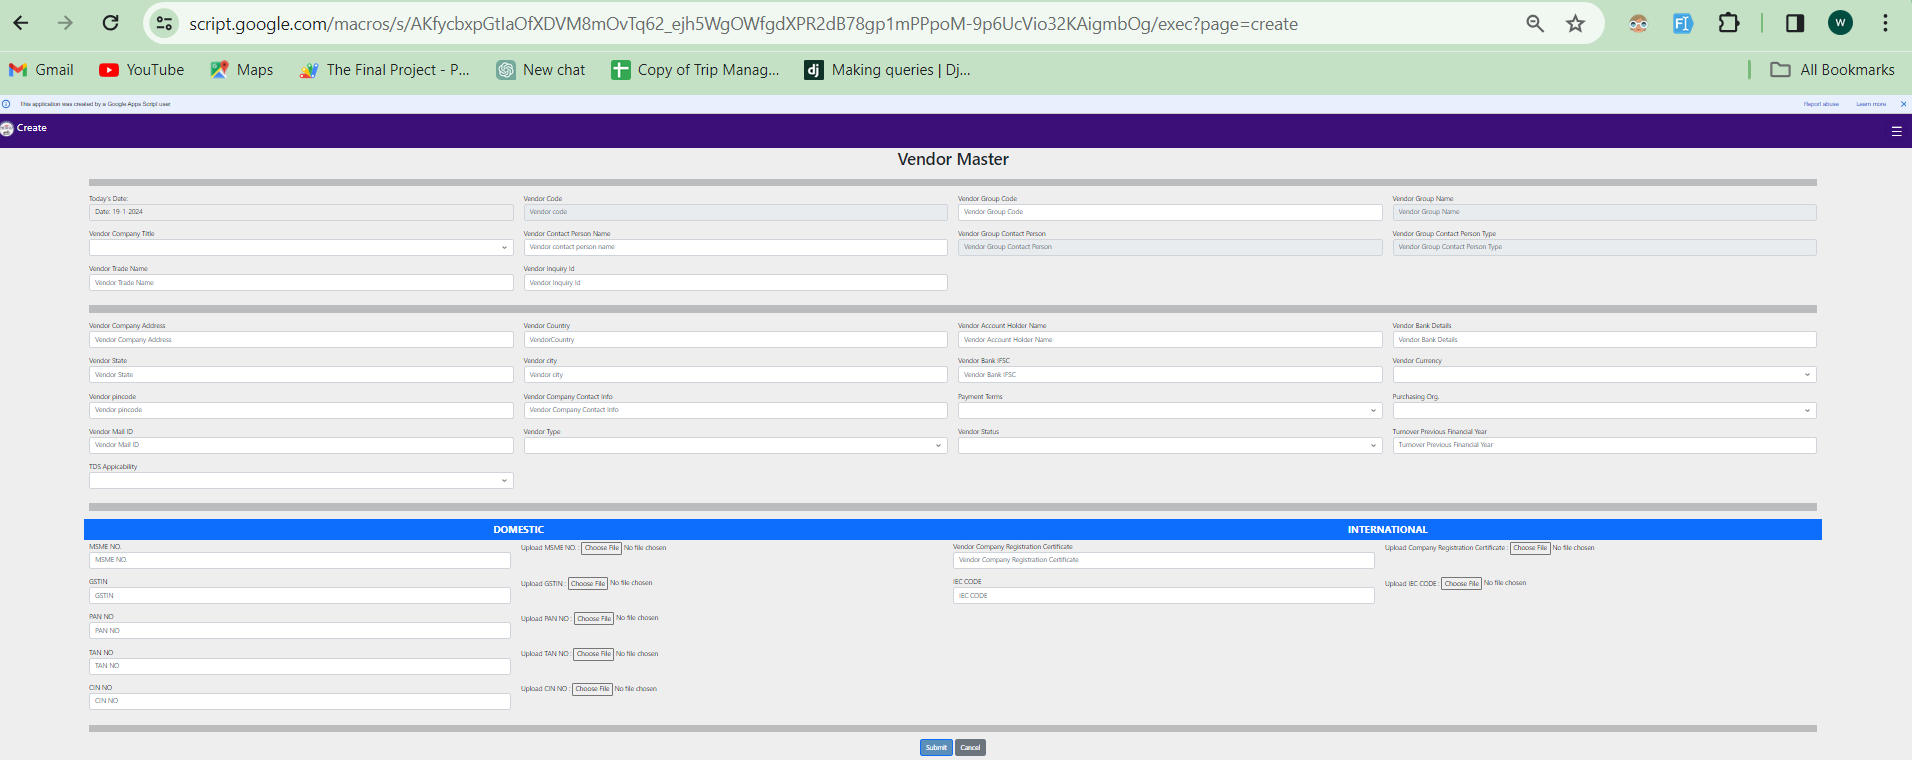 script.google.com/macros/s/AKfycbxpGtIaOfXDVM8mOvTq62_ejh5WgOWfgdXPR2dB78gp1mPPpoM-9p6UcVio32KAigmbOg/exec?page=create
W
Gmail YouTube Maps The Final Project - P... New chat Copy of Trip Manag... dj Making queries | Dj... All Bookmarks
This application was created by a Google Apps Script user Report abuse Learn more
Create
Vendor Master
Today's Date: Vendor Code Vendor Group Code Vendor Group Name
Date: 19-1-2024 Vendor code Vendor Group Code Vendor Group Name
Vendor Company Title Vendor Contact Person Name Vendor Group Contact Person Vendor Group Contact Person Type
Vendor contact person name Vendor Group Contact Person Vendor Group Contact Person Type
Vendor Trade Name Vendor Inquiry Id
Vendor Trade Name Vendor Inquiry Id
Vendor Company Address Vendor Country Vendor Account Holder Name Vendor Bank Details
Vendor Company Address VendorCountry Vendor Account Holder Name Vendor Bank Details
Vendor State Vendor city Vendor Bank IFSC Vendor Currency
Vendor State Vendor city Vendor Bank IFSC
Vendor pincode Vendor Company Contact Info Payment Terms Purchasing Org.
Vendor pincode Vendor Company Contact Info
Vendor Mail ID Vendor Type Vendor Status Turnover Previous Financial Year
Vendor Mail ID Turnover Previous Financial Year
TDS Appicability
DOMESTIC INTERNATIONAL
MSME NO. Upload MSME NO. : Choose File No file chosen Vendor Company Registration Certificate Upload Company Registration Certificate : Choose File No file chosen
MSME NO. Vendor Company Registration Certificate
GSTIN Upload GSTIN : Choose File No file chosen IEC CODE Upload IEC CODE : Choose File No file chosen
GSTIN IEC CODE
PAN NO Upload PAN NO : Choose File No file chosen
PAN NO
TAN NO Upload TAN NO : Choose File No file chosen
TAN NO
CIN NO Upload CIN NO : Choose File No file chosen
CIN NO
Submit Cancel